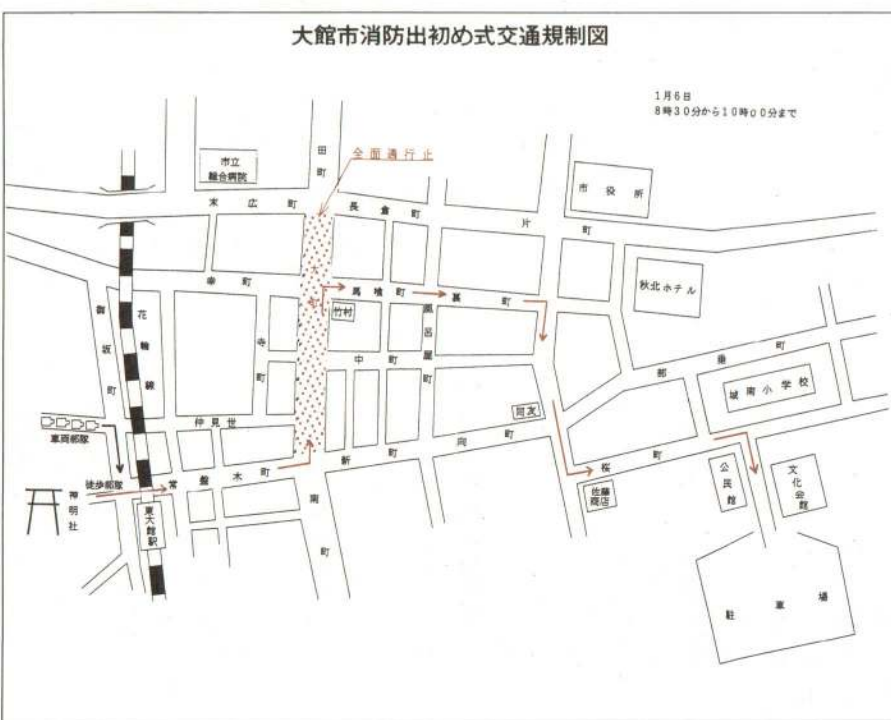 大館市消防出初め式交通規制図
1月6日
8時30分から10時00分まで
全面通行止
田町
市立
総合病院
市役所
末広町
長倉町
片町
秋北ホテル
幸町
大町
馬喰町
裏町
竹村
風呂屋町
御坂町
花輪線
寺町
中町
部垂町
城南小学校
仲見世
車両部隊
向町
新町
桜町
徒歩部隊
常盤木町
神明社
東大館駅
南町
佐藤
商店
公民館
文化会館
駐車場